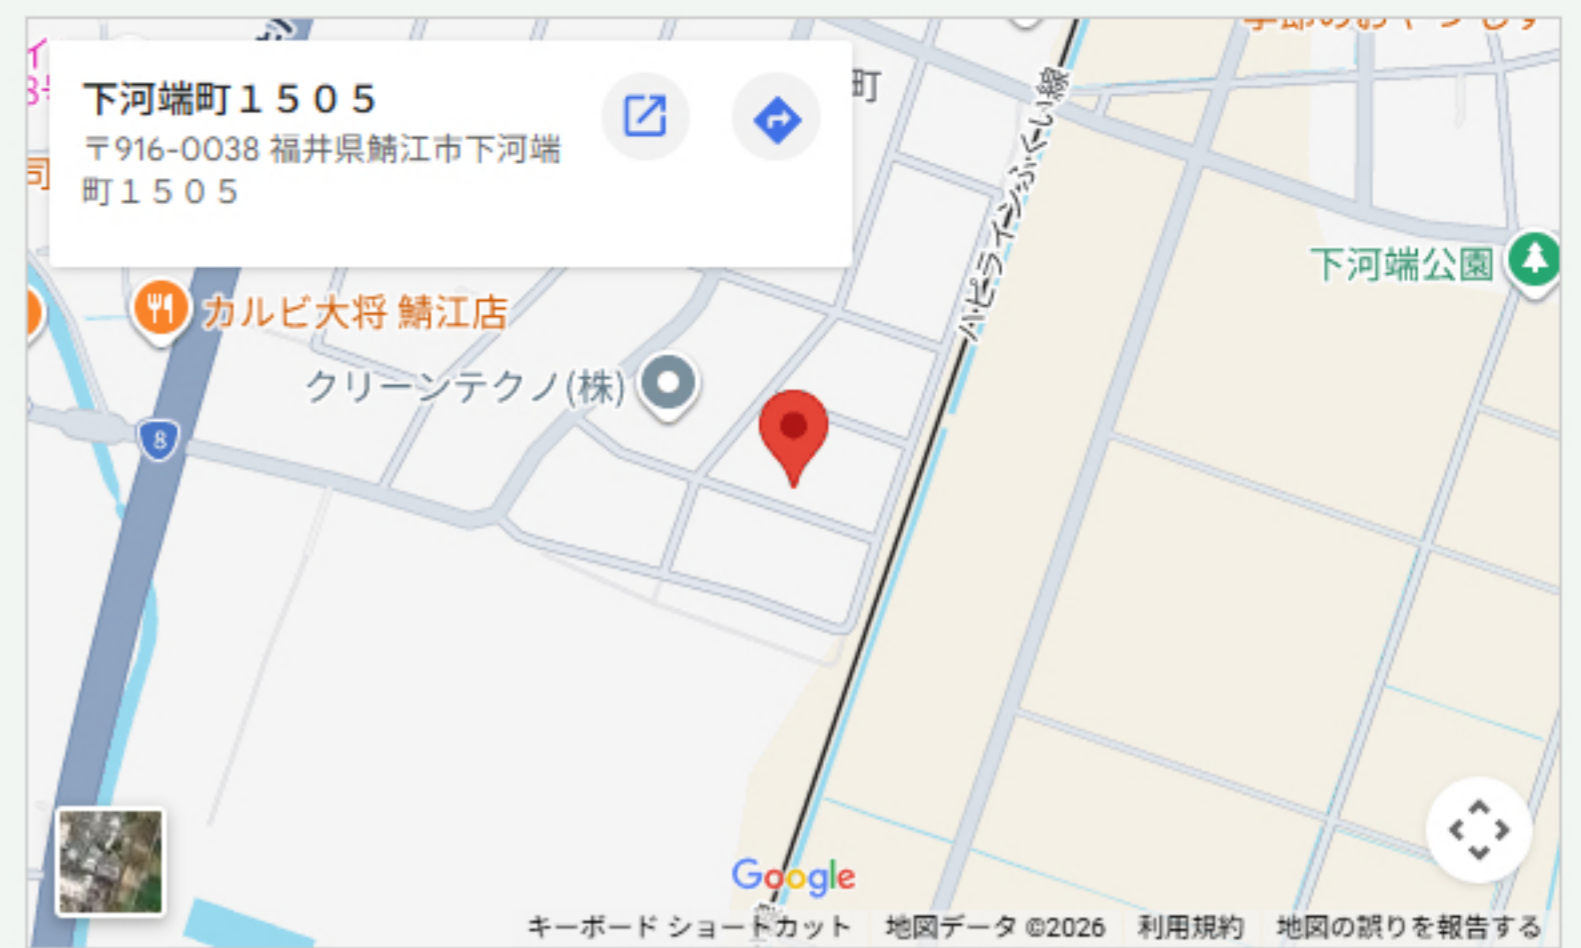 下河端町１５０５
〒916-0038 福井県鯖江市下河端
町１５０５
町
ハピラインふくい線
下河端公園
カルビ大将 鯖江店
クリーンテクノ(株)
8
Google
キーボード ショートカット
地図データ ©2026
利用規約
地図の誤りを報告する